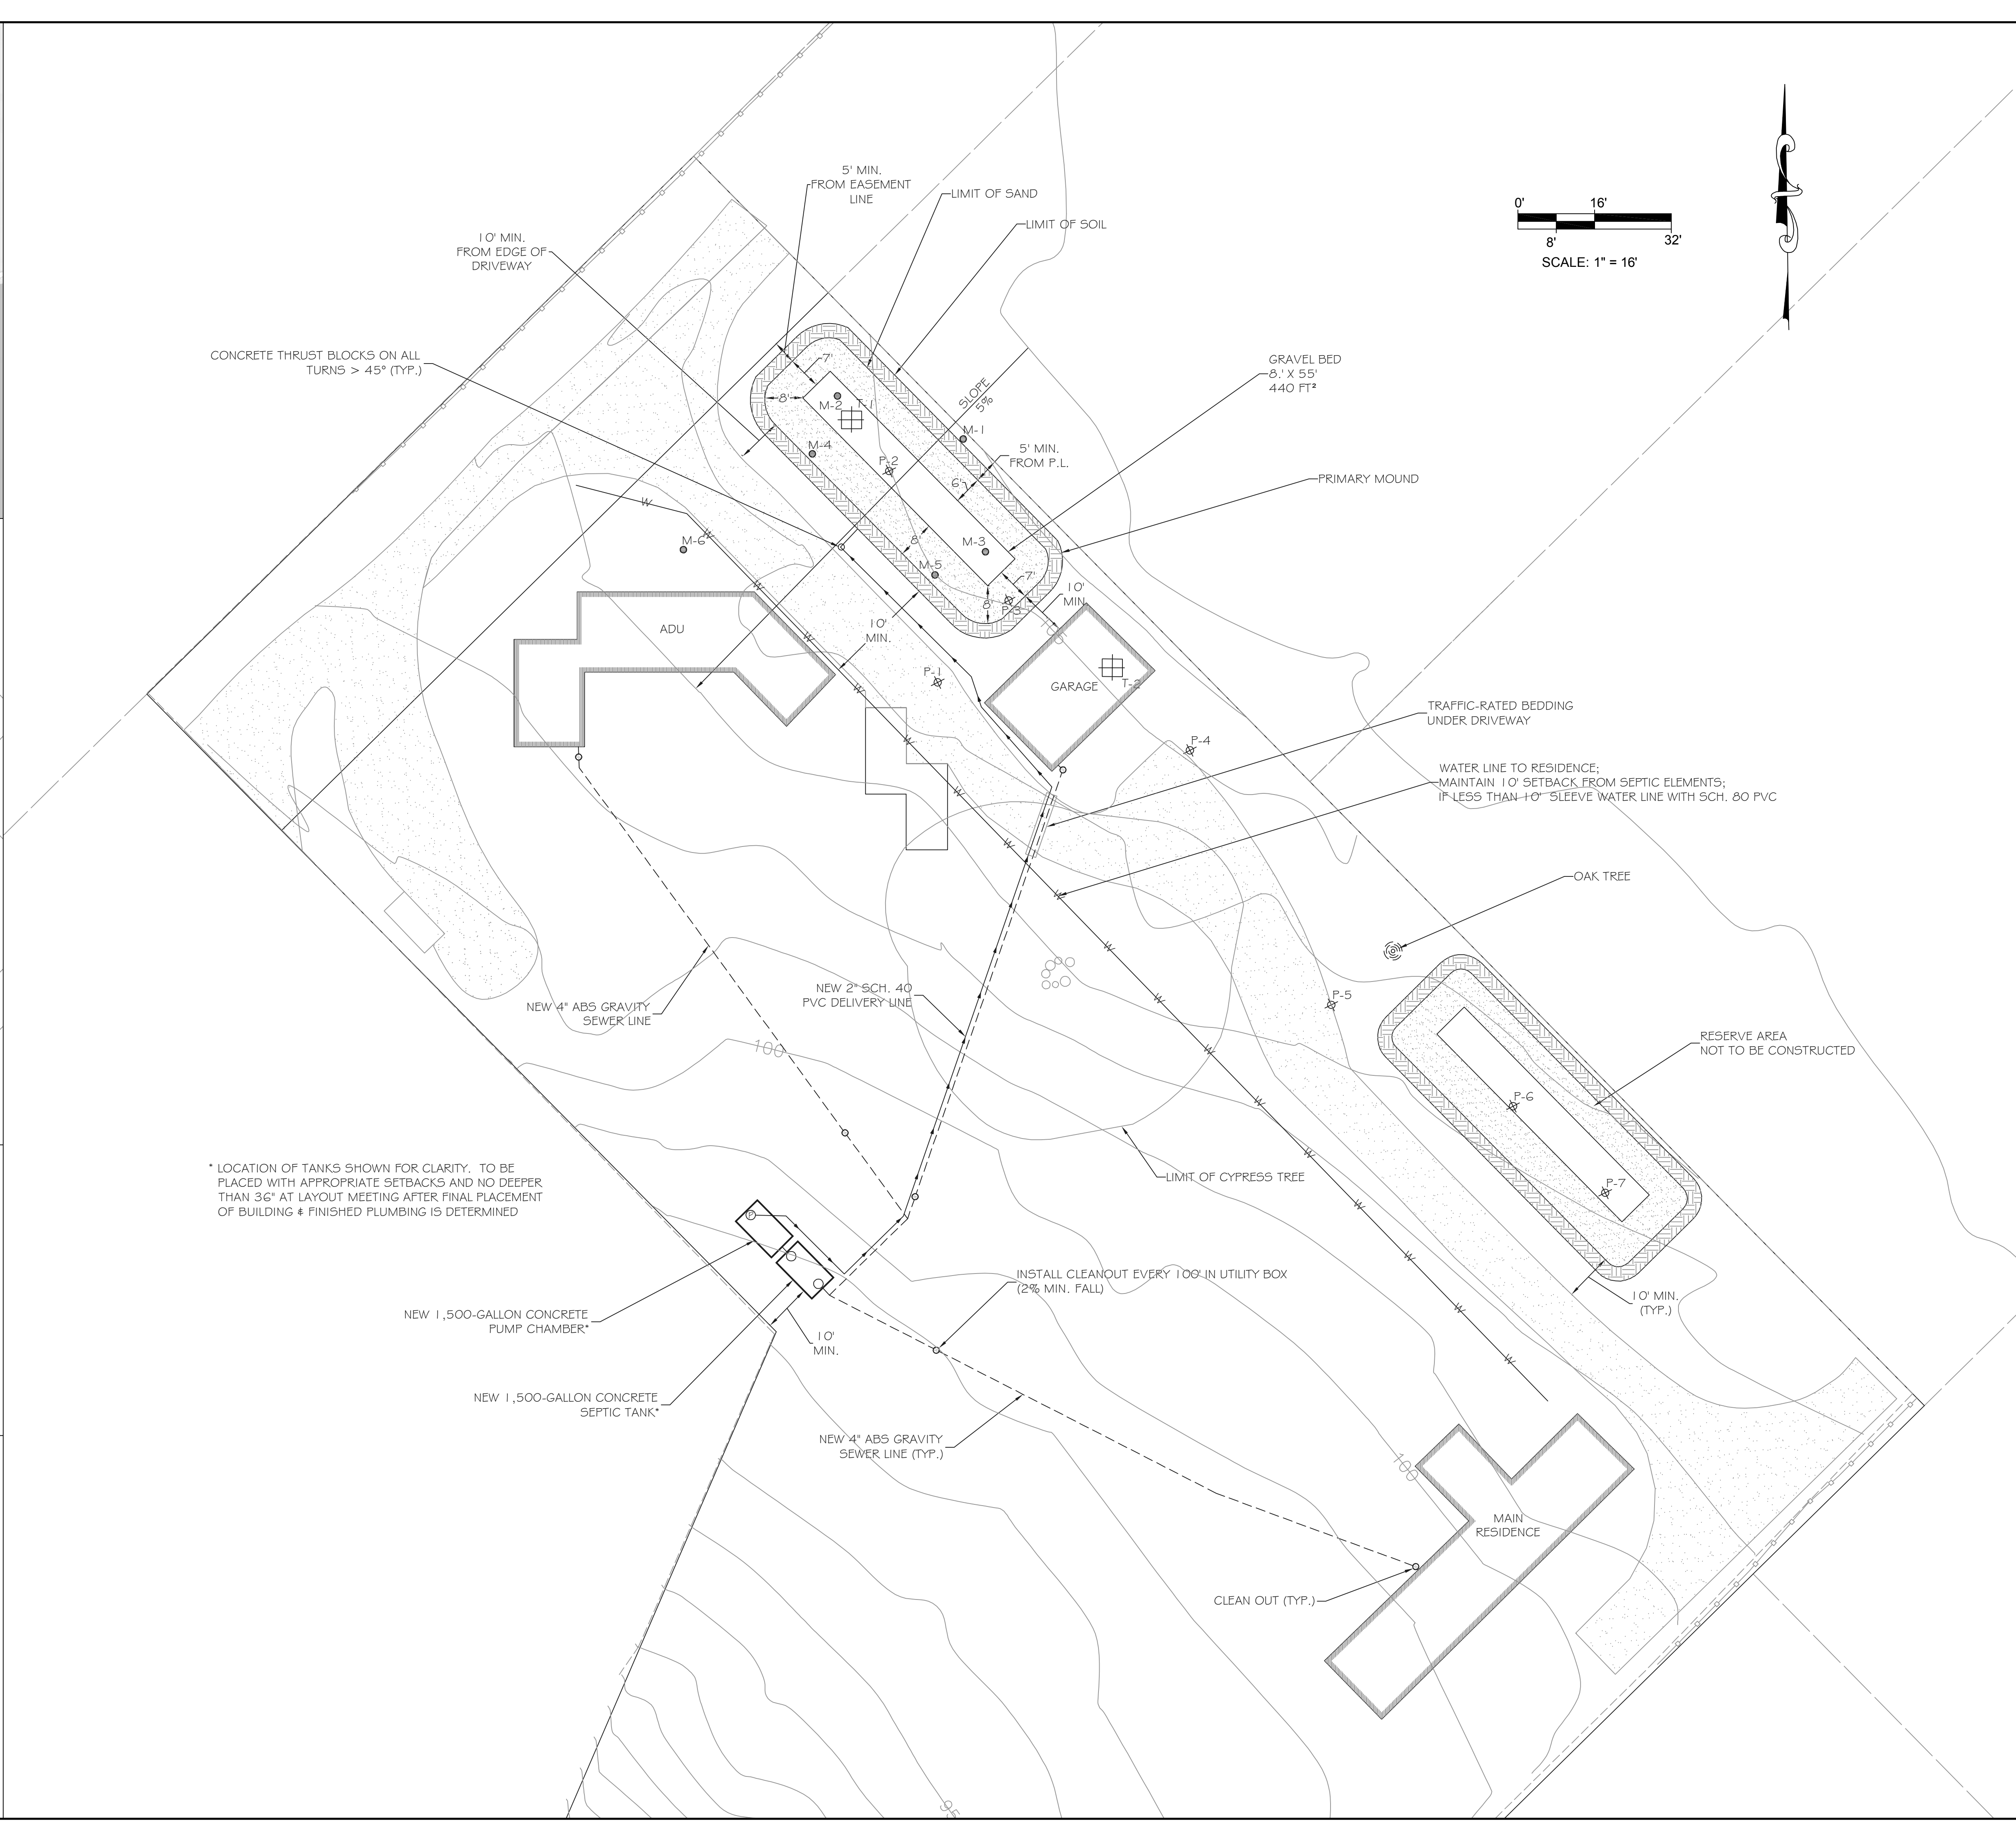 5' MIN.
FROM EASEMENT
LINE
LIMIT OF SAND
LIMIT OF SOIL
10' MIN.
FROM EDGE OF
DRIVEWAY
0'
16'
8'
32'
SCALE: 1" = 16'
CONCRETE THRUST BLOCKS ON ALL
TURNS > 45° (TYP.)
GRAVEL BED
8.' X 55'
440 FT²
7'
8'
M-2
T-1
SLOPE
5%
M-1
M-4
5' MIN.
FROM P.L.
P-2
6'
PRIMARY MOUND
W
W
M-6
8'
M-3
M-5
7'
10'
MIN.
8'
P-3
100
W
ADU
10'
MIN.
W
P-1
W
GARAGE
T-2
TRAFFIC-RATED BEDDING
UNDER DRIVEWAY
W
P-4
WATER LINE TO RESIDENCE;
MAINTAIN 10' SETBACK FROM SEPTIC ELEMENTS;
IF LESS THAN 10' SLEEVE WATER LINE WITH SCH. 80 PVC
W
W
W
OAK TREE
W
NEW 2" SCH. 40
PVC DELIVERY LINE
W
P-5
NEW 4" ABS GRAVITY
SEWER LINE
100
W
RESERVE AREA
NOT TO BE CONSTRUCTED
W
P-6
W
* LOCATION OF TANKS SHOWN FOR CLARITY. TO BE
PLACED WITH APPROPRIATE SETBACKS AND NO DEEPER
THAN 36" AT LAYOUT MEETING AFTER FINAL PLACEMENT
OF BUILDING & FINISHED PLUMBING IS DETERMINED
LIMIT OF CYPRESS TREE
P-7
W
P
W
INSTALL CLEANOUT EVERY 100' IN UTILITY BOX
(2% MIN. FALL)
10' MIN.
(TYP.)
W
NEW 1,500-GALLON CONCRETE
PUMP CHAMBER*
10'
MIN.
W
NEW 1,500-GALLON CONCRETE
SEPTIC TANK*
NEW 4" ABS GRAVITY
SEWER LINE (TYP.)
100
MAIN
RESIDENCE
CLEAN OUT (TYP.)
95